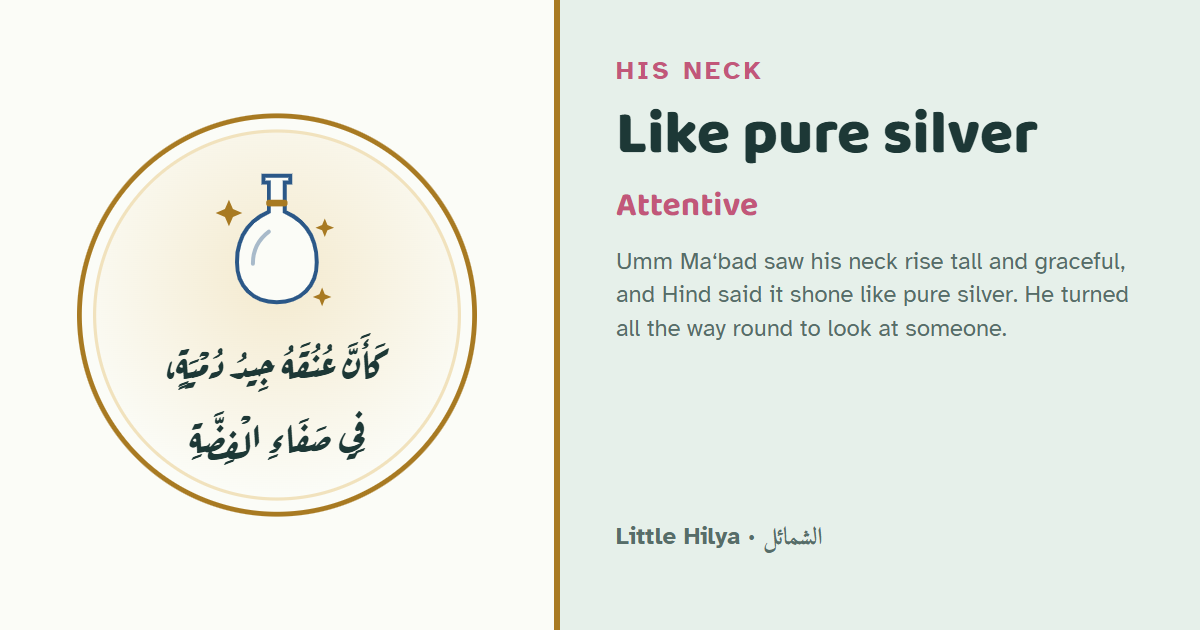 كَأَنَّ عُنُقَهُ جِيدُ دُمْيَةٍ،
فِي صَفَاءِ الْفِضَّةِ
HIS NECK
Like pure silver
Attentive
Umm Ma‘bad saw his neck rise tall and graceful,
and Hind said it shone like pure silver. He turned
all the way round to look at someone.
Little Hilya • الشمائل